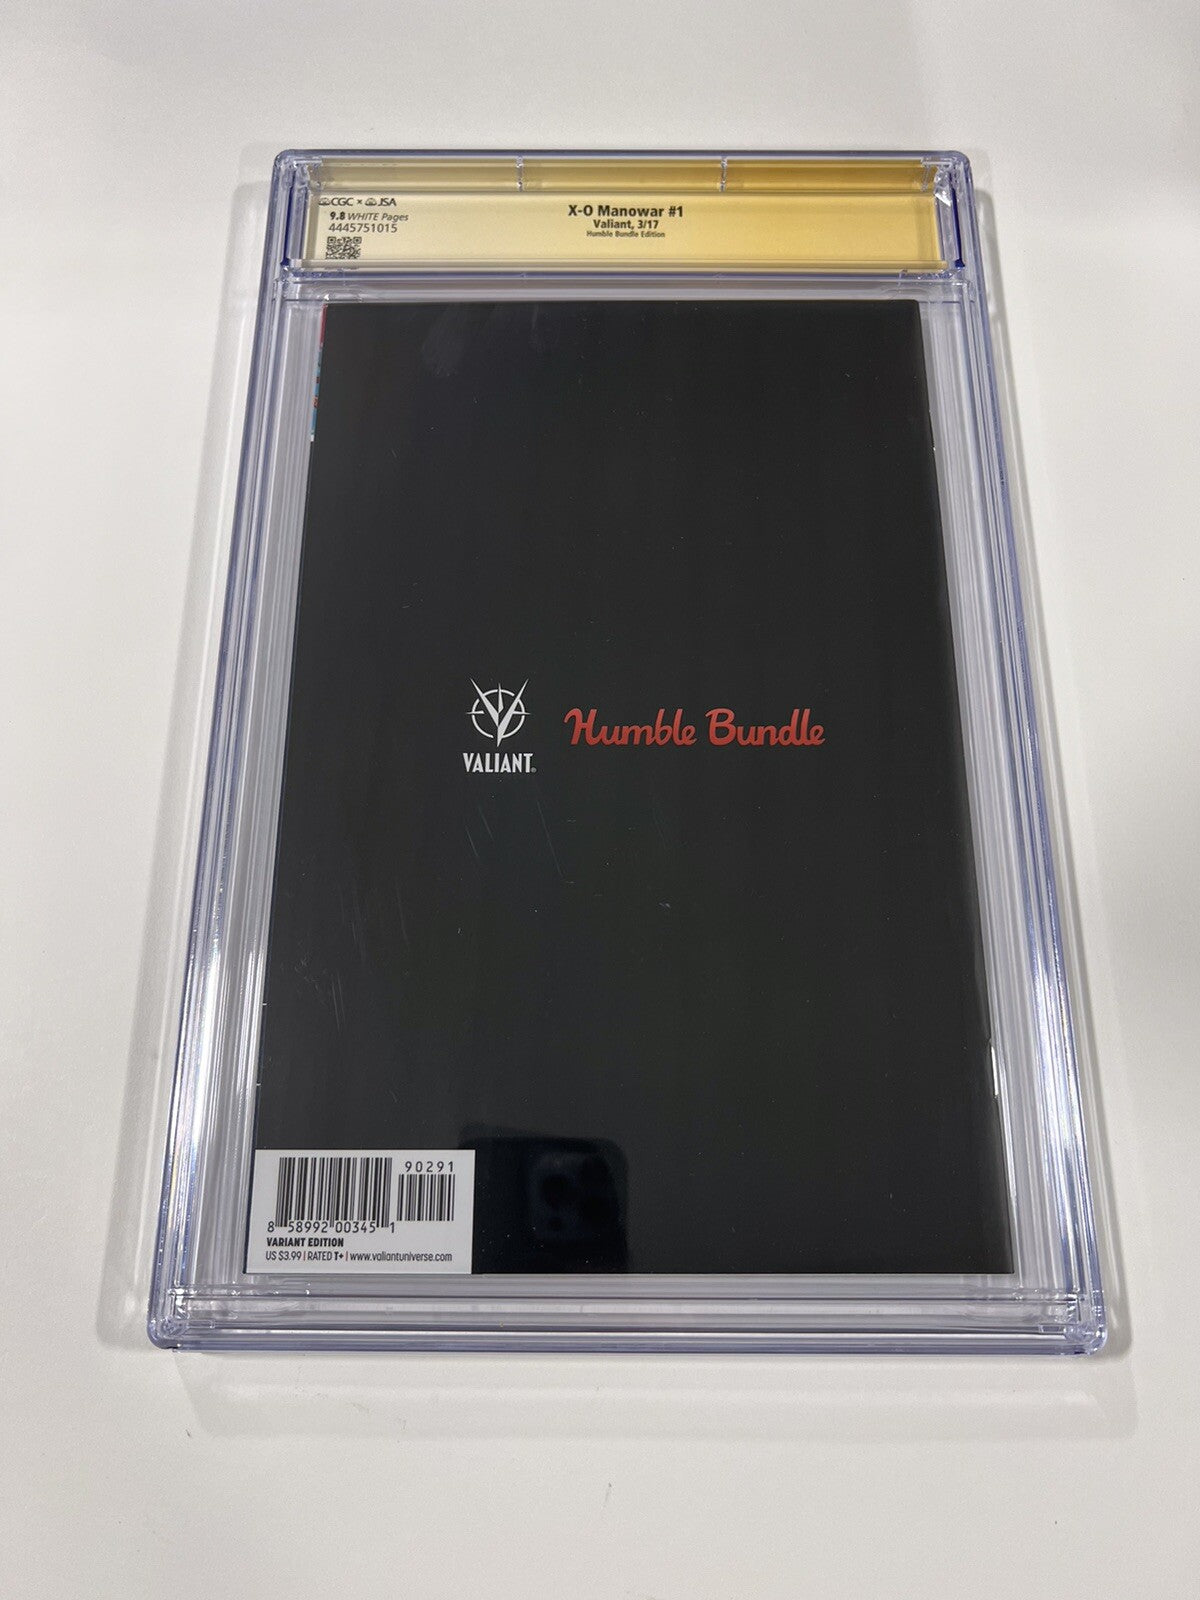 CGC × JSA
9.8 WHITE Pages
4445751015
X-O Manowar #1
Valiant, 3/17
Humble Bundle Edition
VALIANT®
Humble Bundle
90291
8 58992 00345 1
VARIANT EDITION
US $3.99 | RATED T+ | www.valiantuniverse.com